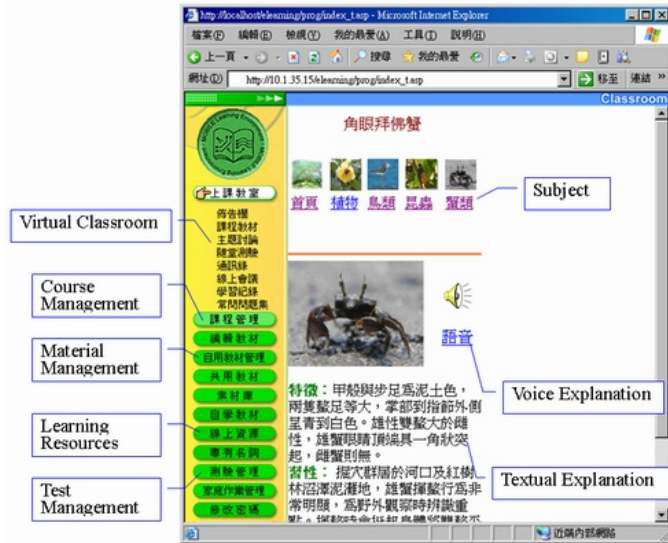 http://localhost/elearning/prog/index_t.asp - Microsoft Internet Explorer
檔案(F) 編輯(E) 檢視(V) 我的最愛(A) 工具(T) 說明(H)
上一頁 搜尋 我的最愛
網址(D) http://10.1.35.15/elearning/prog/index_t.asp 移至 連結 »
Classroom
角眼拜佛蟹
首頁 植物 鳥類 昆蟲 蟹類
Subject
上課教室
Virtual Classroom
佈告欄
課程教材
主題討論
隨堂測驗
通訊錄
線上會議
學習紀錄
常問問題集
Course
Management
課程管理
編輯教材
Material
Management
自用教材管理
共用教材
素材庫
自學教材
Learning
Resources
線上資源
專有名詞
Test
Management
測驗管理
家庭作業管理
修改密碼
語音
Voice Explanation
特徵：甲殼與步足為泥土色，
兩隻螯足等大，掌部到指節外側
呈青到白色。雄性雙螯大於雌
性，雄蟹眼睛頂端具一角狀突
起，雌蟹則無。
Textual Explanation
習性： 掘穴群居於河口及紅樹
林沼澤泥灘地，雄蟹揮螯行為非
常明顯，為野外觀察時辨識重
近端內部網路